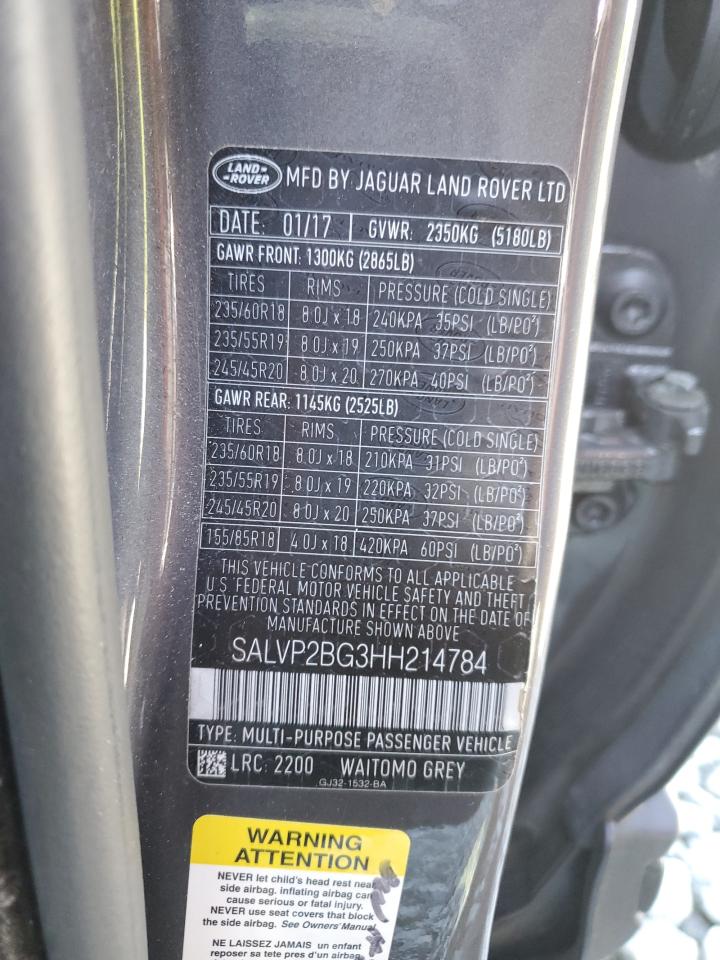 LAND-
-ROVER
MFD BY JAGUAR LAND ROVER LTD
DATE: 01/17 GVWR: 2350KG (5180LB)
GAWR FRONT: 1300KG (2865LB)
TIRES RIMS PRESSURE (COLD SINGLE)
235/60R18 8.0J x 18 240KPA 35PSI (LB/PO²)
235/55R19 8.0J x 19 250KPA 37PSI (LB/PO²)
245/45R20 8.0J x 20 270KPA 40PSI (LB/PO²)
GAWR REAR: 1145KG (2525LB)
TIRES RIMS PRESSURE (COLD SINGLE)
235/60R18 8.0J x 18 210KPA 31PSI (LB/PO²)
235/55R19 8.0J x 19 220KPA 32PSI (LB/PO²)
245/45R20 8.0J x 20 250KPA 37PSI (LB/PO²)
155/85R18 4.0J x 18 420KPA 60PSI (LB/PO²)
THIS VEHICLE CONFORMS TO ALL APPLICABLE
U.S. FEDERAL MOTOR VEHICLE SAFETY AND THEFT
PREVENTION STANDARDS IN EFFECT ON THE DATE OF
MANUFACTURE SHOWN ABOVE
SALVP2BG3HH214784
TYPE: MULTI-PURPOSE PASSENGER VEHICLE
LRC: 2200 WAITOMO GREY
GJ32-1532-BA
WARNING
ATTENTION
NEVER let child's head rest near
side airbag. inflating airbag can
cause serious or fatal injury.
NEVER use seat covers that block
the side airbag. See Owners' Manual
NE LAISSEZ JAMAIS un enfant
reposer sa tete pres d'un airbag